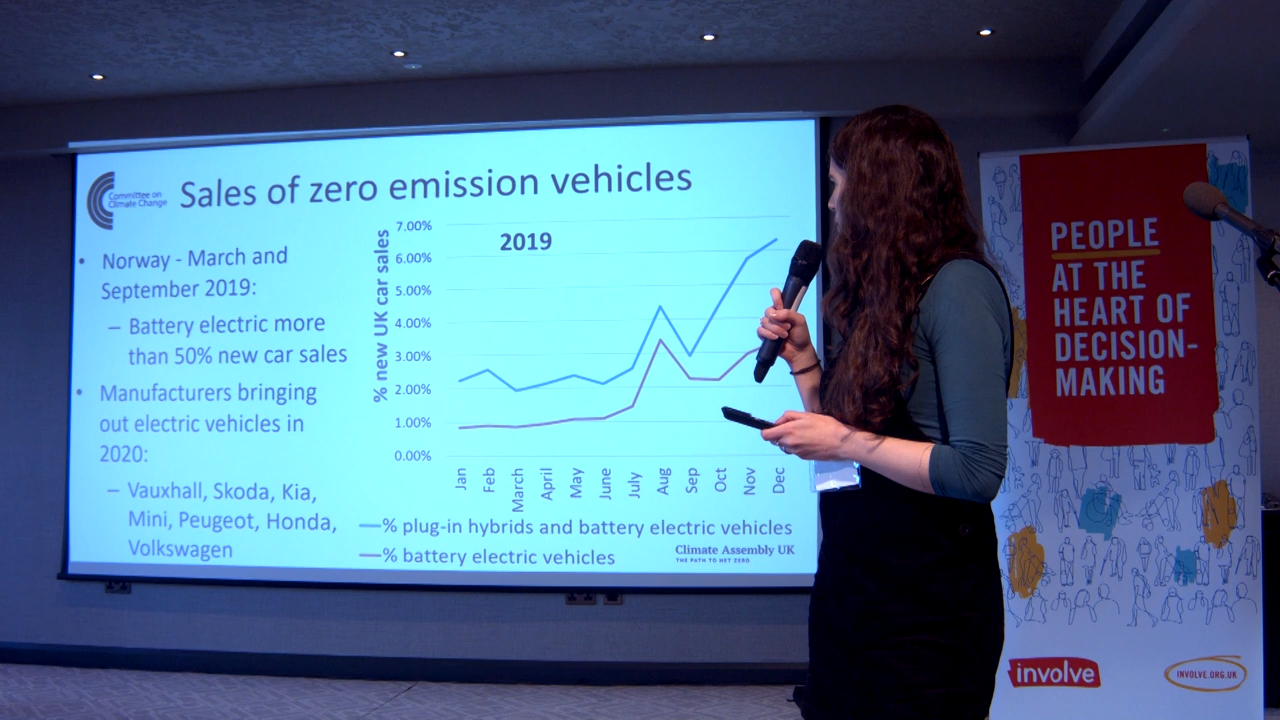 Committee on
Climate Change
Sales of zero emission vehicles
• Norway - March and
September 2019:
– Battery electric more
than 50% new car sales
• Manufacturers bringing
out electric vehicles in
2020:
– Vauxhall, Skoda, Kia,
Mini, Peugeot, Honda,
Volkswagen
% new UK car sales
2019
7.00%
6.00%
5.00%
4.00%
3.00%
2.00%
1.00%
0.00%
Jan
Feb
March
April
May
June
July
Aug
Sep
Oct
Nov
Dec
% plug-in hybrids and battery electric vehicles
% battery electric vehicles
Climate Assembly UK
THE PATH TO NET ZERO
PEOPLE
AT THE
HEART OF
DECISION-
MAKING
involve
INVOLVE.ORG.UK